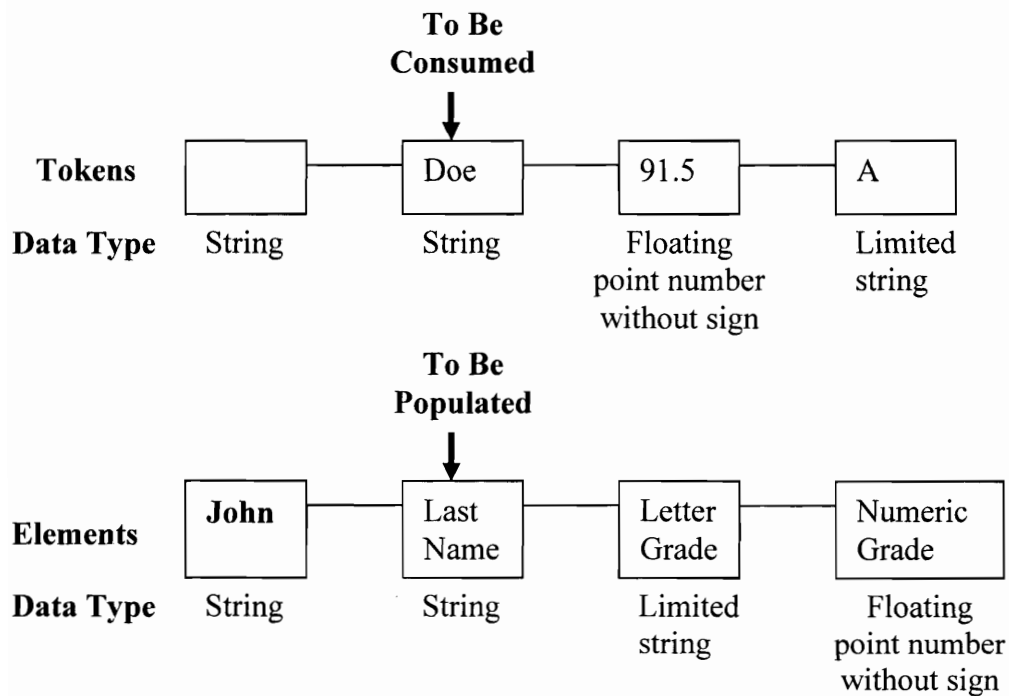 To Be
Consumed
Tokens
Doe
91.5
A
Data Type
String
String
Floating
point number
without sign
Limited
string
To Be
Populated
Elements
John
Last
Name
Letter
Grade
Numeric
Grade
Data Type
String
String
Limited
string
Floating
point number
without sign